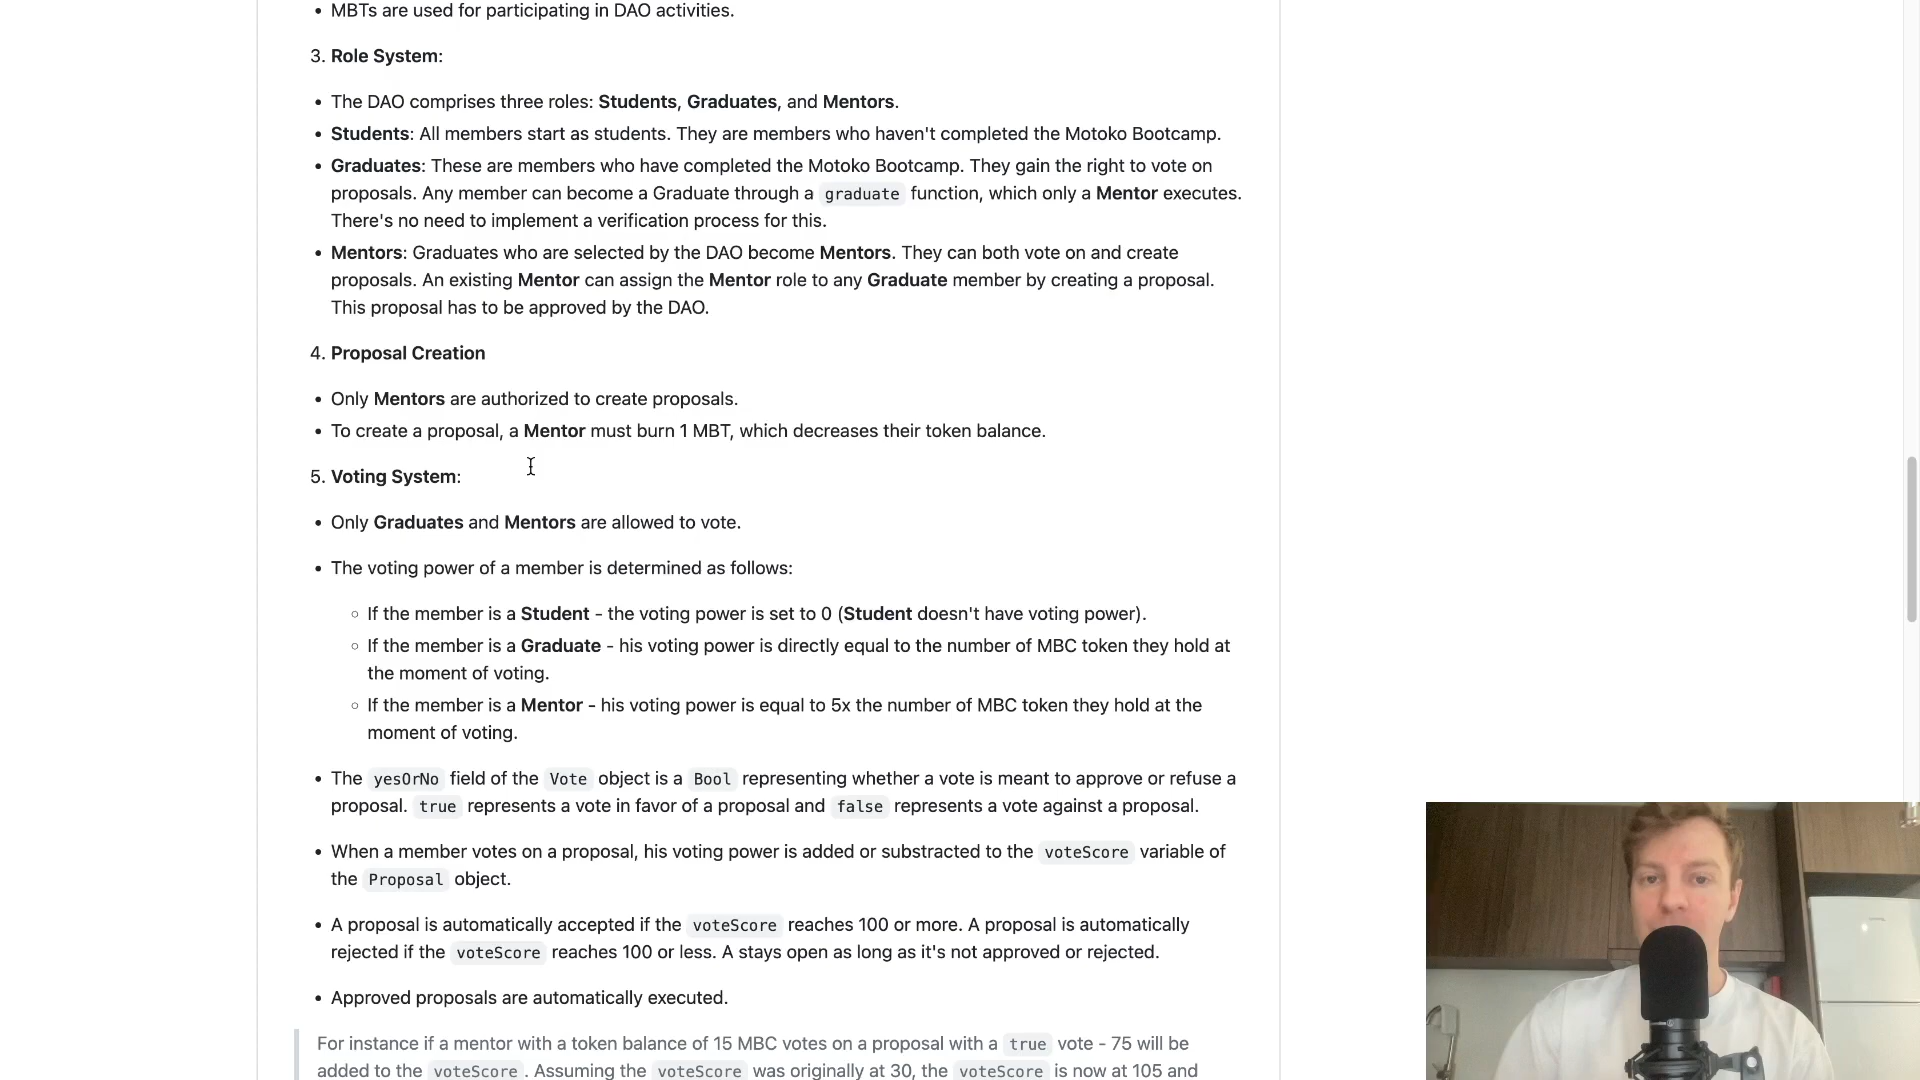 • MBTs are used for participating in DAO activities.
3. Role System:
• The DAO comprises three roles: Students, Graduates, and Mentors.
• Students: All members start as students. They are members who haven't completed the Motoko Bootcamp.
• Graduates: These are members who have completed the Motoko Bootcamp. They gain the right to vote on
proposals. Any member can become a Graduate through a graduate function, which only a Mentor executes.
There's no need to implement a verification process for this.
• Mentors: Graduates who are selected by the DAO become Mentors. They can both vote on and create
proposals. An existing Mentor can assign the Mentor role to any Graduate member by creating a proposal.
This proposal has to be approved by the DAO.
4. Proposal Creation
• Only Mentors are authorized to create proposals.
• To create a proposal, a Mentor must burn 1 MBT, which decreases their token balance.
5. Voting System:
• Only Graduates and Mentors are allowed to vote.
• The voting power of a member is determined as follows:
◦ If the member is a Student - the voting power is set to 0 (Student doesn't have voting power).
◦ If the member is a Graduate - his voting power is directly equal to the number of MBC token they hold at
the moment of voting.
◦ If the member is a Mentor - his voting power is equal to 5x the number of MBC token they hold at the
moment of voting.
• The yesOrNo field of the Vote object is a Bool representing whether a vote is meant to approve or refuse a
proposal. true represents a vote in favor of a proposal and false represents a vote against a proposal.
• When a member votes on a proposal, his voting power is added or substracted to the voteScore variable of
the Proposal object.
• A proposal is automatically accepted if the voteScore reaches 100 or more. A proposal is automatically
rejected if the voteScore reaches 100 or less. A stays open as long as it's not approved or rejected.
• Approved proposals are automatically executed.
For instance if a mentor with a token balance of 15 MBC votes on a proposal with a true vote - 75 will be
added to the voteScore. Assuming the voteScore was originally at 30, the voteScore is now at 105 and